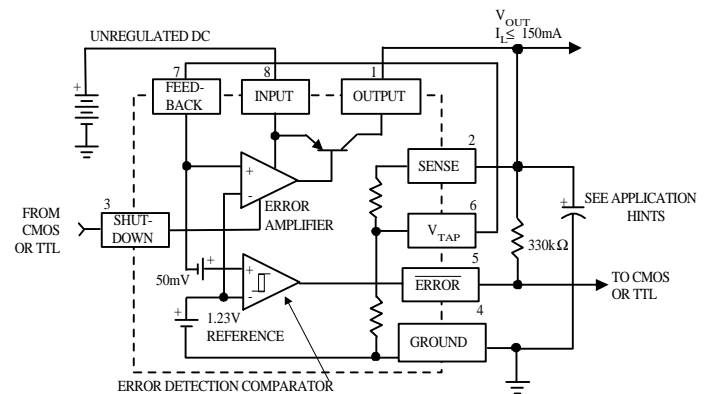 V OUT
I L ≤ 150mA
UNREGULATED DC
7
8
1
FEED-
BACK
INPUT
OUTPUT
+
2
SENSE
+
-
ERROR
AMPLIFIER
3
SHUT-
DOWN
FROM
CMOS
OR TTL
6
V TAP
+
SEE APPLICATION
HINTS
330kΩ
5
ERROR
TO CMOS
OR TTL
50mV
+
+
-
+
1.23V
REFERENCE
4
GROUND
ERROR DETECTION COMPARATOR